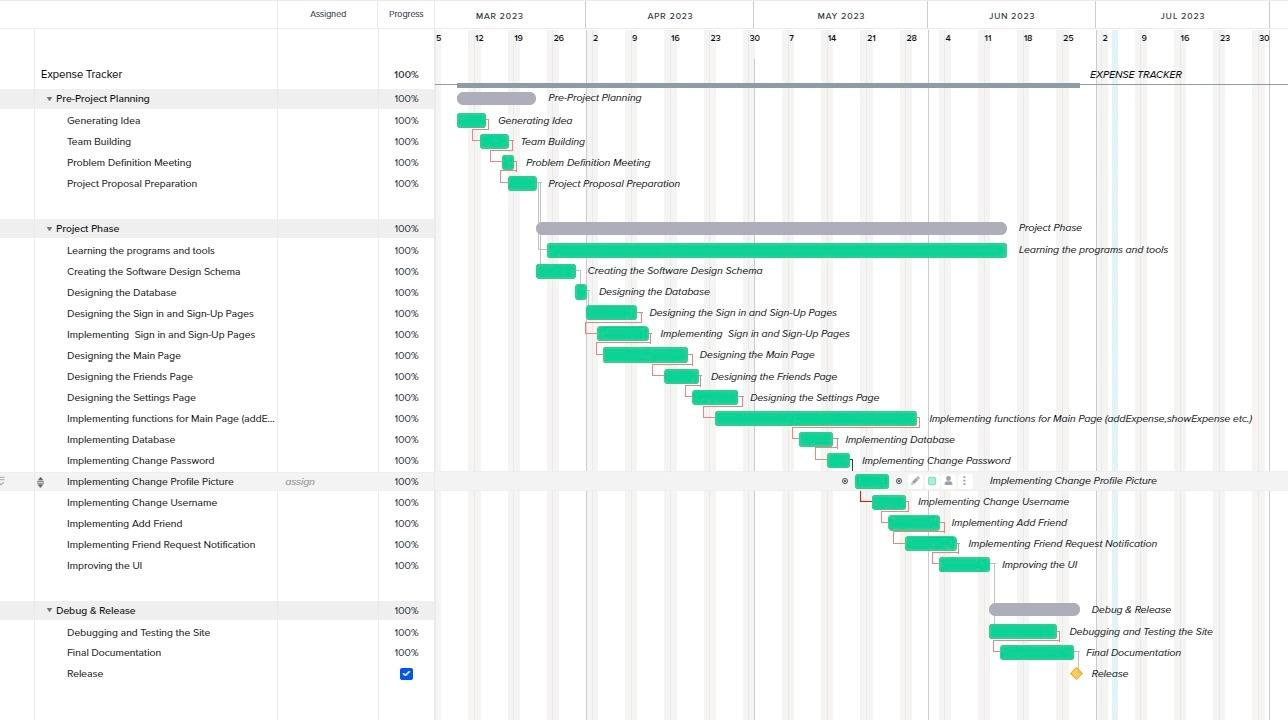 Assigned Progress MAR 2023 APR 2023 MAY 2023 JUN 2023 JUL 2023
5 12 19 26 2 9 16 23 30 7 14 21 28 4 11 18 25 2 9 16 23 30
Expense Tracker 100% EXPENSE TRACKER
Pre-Project Planning 100% Pre-Project Planning
Generating Idea 100% Generating Idea
Team Building 100% Team Building
Problem Definition Meeting 100% Problem Definition Meeting
Project Proposal Preparation 100% Project Proposal Preparation
Project Phase 100% Project Phase
Learning the programs and tools 100% Learning the programs and tools
Creating the Software Design Schema 100% Creating the Software Design Schema
Designing the Database 100% Designing the Database
Designing the Sign in and Sign-Up Pages 100% Designing the Sign in and Sign-Up Pages
Implementing  Sign in and Sign-Up Pages 100% Implementing  Sign in and Sign-Up Pages
Designing the Main Page 100% Designing the Main Page
Designing the Friends Page 100% Designing the Friends Page
Designing the Settings Page 100% Designing the Settings Page
Implementing functions for Main Page (addE... 100% Implementing functions for Main Page (addExpense,showExpense etc.)
Implementing Database 100% Implementing Database
Implementing Change Password 100% Implementing Change Password
Implementing Change Profile Picture assign 100% Implementing Change Profile Picture
Implementing Change Username 100% Implementing Change Username
Implementing Add Friend 100% Implementing Add Friend
Implementing Friend Request Notification 100% Implementing Friend Request Notification
Improving the UI 100% Improving the UI
Debug & Release 100% Debug & Release
Debugging and Testing the Site 100% Debugging and Testing the Site
Final Documentation 100% Final Documentation
Release Release